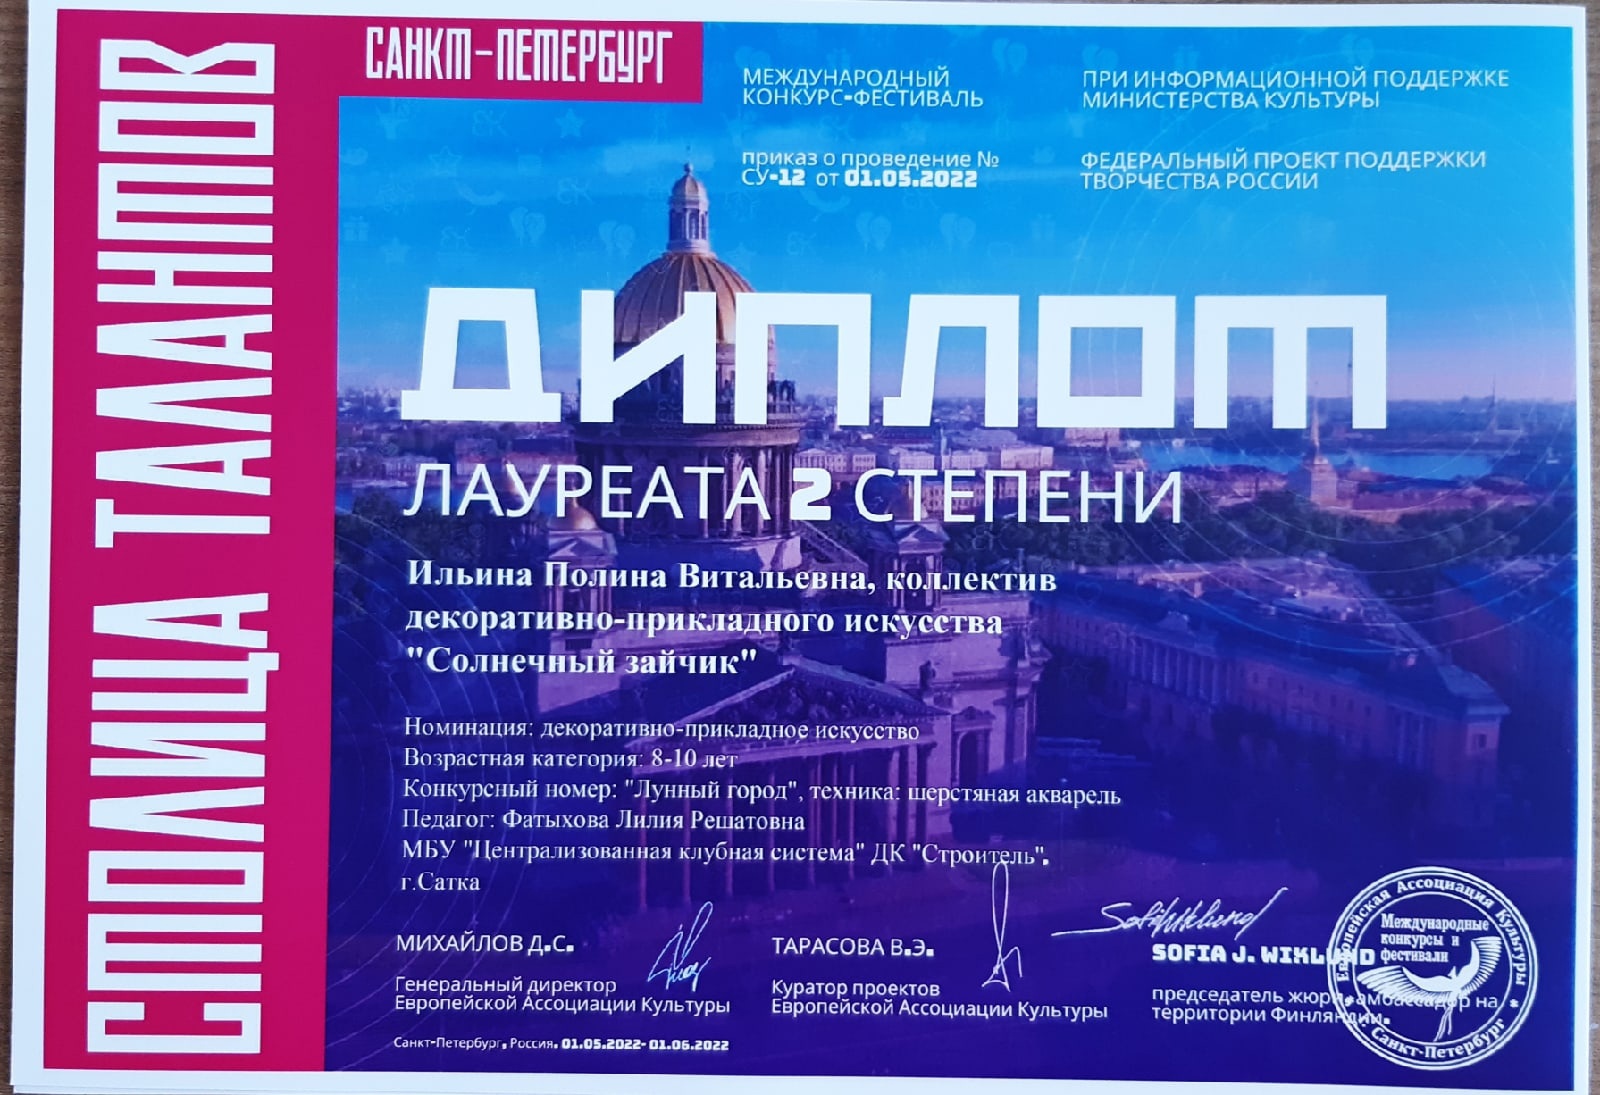 СТОЛИЦА ТАЛАНТОВ
САНКТ-ПЕТЕРБУРГ
МЕЖДУНАРОДНЫЙ
КОНКУРС-ФЕСТИВАЛЬ
ПРИ ИНФОРМАЦИОННОЙ ПОДДЕРЖКЕ
МИНИСТЕРСТВА КУЛЬТУРЫ
приказ о проведение №
СУ-12 от 01.05.2022
ФЕДЕРАЛЬНЫЙ ПРОЕКТ ПОДДЕРЖКИ
ТВОРЧЕСТВА РОССИИ
ДИПЛОМ
ЛАУРЕАТА 2 СТЕПЕНИ
Ильина Полина Витальевна, коллектив
декоративно-прикладного искусства
"Солнечный зайчик"
Номинация: декоративно-прикладное искусство
Возрастная категория: 8-10 лет
Конкурсный номер: "Лунный город", техника: шерстяная акварель
Педагог: Фатыхова Лилия Решатовна
МБУ "Централизованная клубная система" ДК "Строитель".
г.Сатка
МИХАЙЛОВ Д.С.
Генеральный директор
Европейской Ассоциации Культуры
ТАРАСОВА В.Э.
Куратор проектов
Европейской Ассоциации Культуры
SOFIA J. WIKLUND
председатель жюри, амбассадор на
территории Финляндии.
Европейская Ассоциация Культуры
Международные
конкурсы и
фестивали
г. Санкт-Петербург
Санкт-Петербург, Россия. 01.05.2022- 01.06.2022